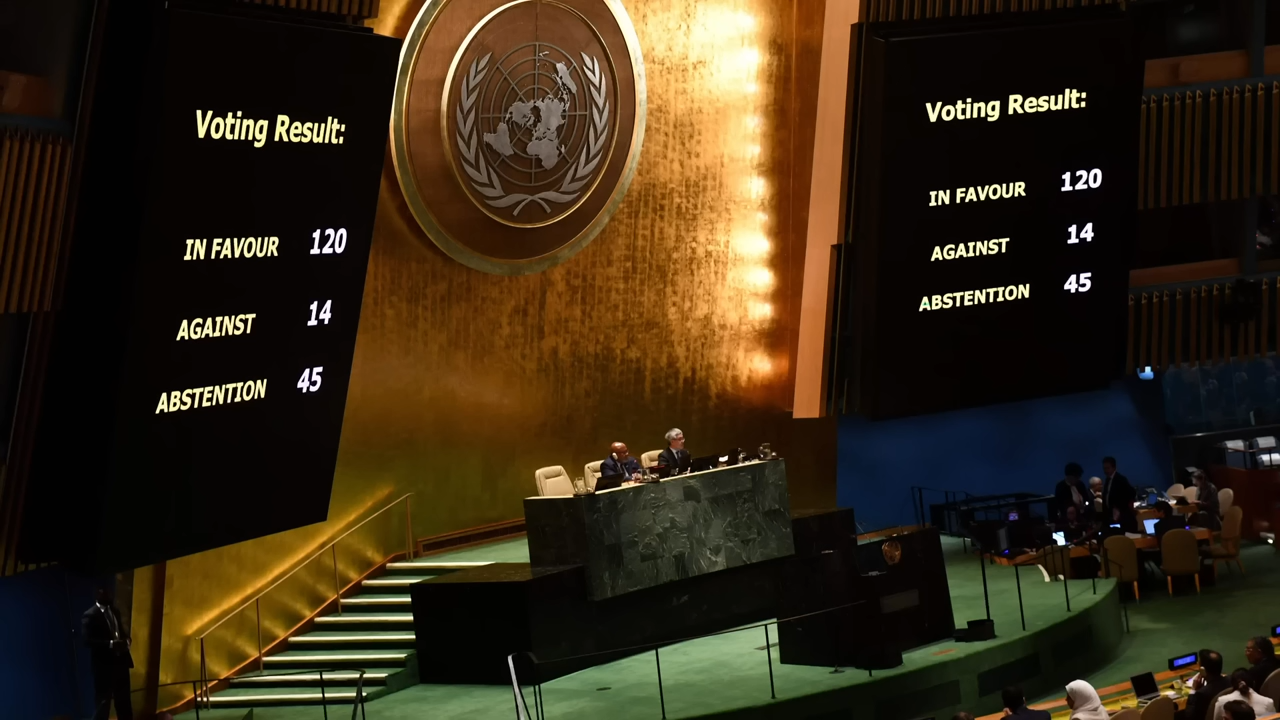 Voting Result:
IN FAVOUR 120
AGAINST 14
ABSTENTION 45
Voting Result:
IN FAVOUR 120
AGAINST 14
ABSTENTION 45